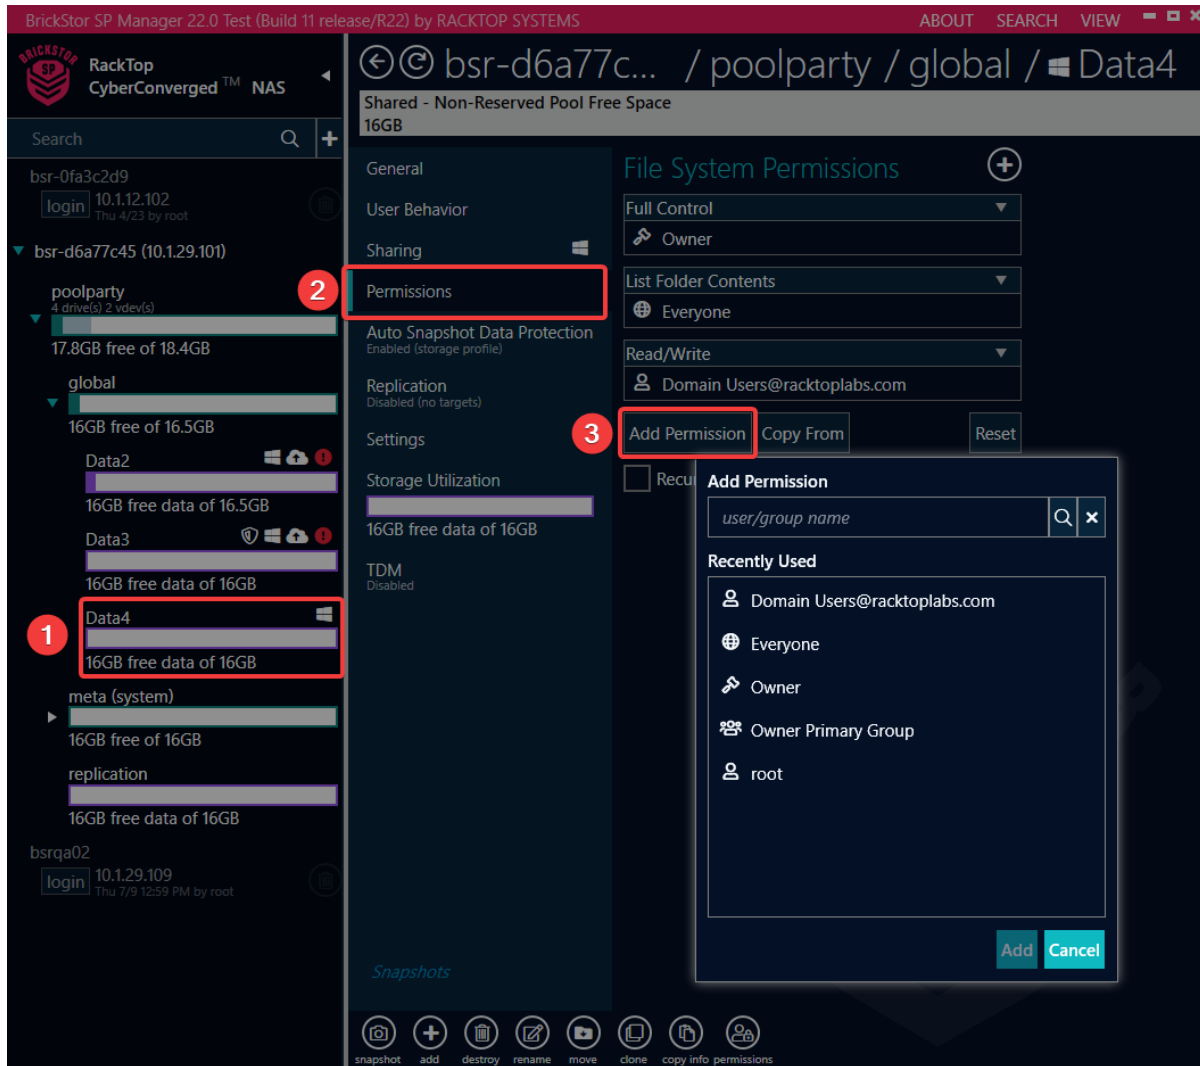 BrickStor SP Manager 22.0 Test (Build 11 release/R22) by RACKTOP SYSTEMS
ABOUT SEARCH VIEW
BRICKSTOR
SP
RackTop
CyberConverged TM NAS
Search
bsr-0fa3c2d9
login 10.1.12.102
Thu 4/23 by root
bsr-d6a77c45 (10.1.29.101)
poolparty
4 drive(s) 2 vdev(s)
17.8GB free of 18.4GB
global
16GB free of 16.5GB
Data2
16GB free data of 16.5GB
Data3
16GB free data of 16GB
1
Data4
16GB free data of 16GB
meta (system)
16GB free of 16GB
replication
16GB free data of 16GB
bsrqa02
login 10.1.29.109
Thu 7/9 12:59 PM by root
bsr-d6a77c... / poolparty / global / Data4
Shared - Non-Reserved Pool Free Space
16GB
General
User Behavior
Sharing
2
Permissions
Auto Snapshot Data Protection
Enabled (storage profile)
Replication
Disabled (no targets)
Settings
Storage Utilization
16GB free data of 16GB
TDM
Disabled
Snapshots
File System Permissions
Full Control
Owner
List Folder Contents
Everyone
Read/Write
Domain Users@racktoplabs.com
3
Add Permission Copy From Reset
Recu
Add Permission
user/group name
Recently Used
Domain Users@racktoplabs.com
Everyone
Owner
Owner Primary Group
root
Add Cancel
snapshot add destroy rename move clone copy info permissions